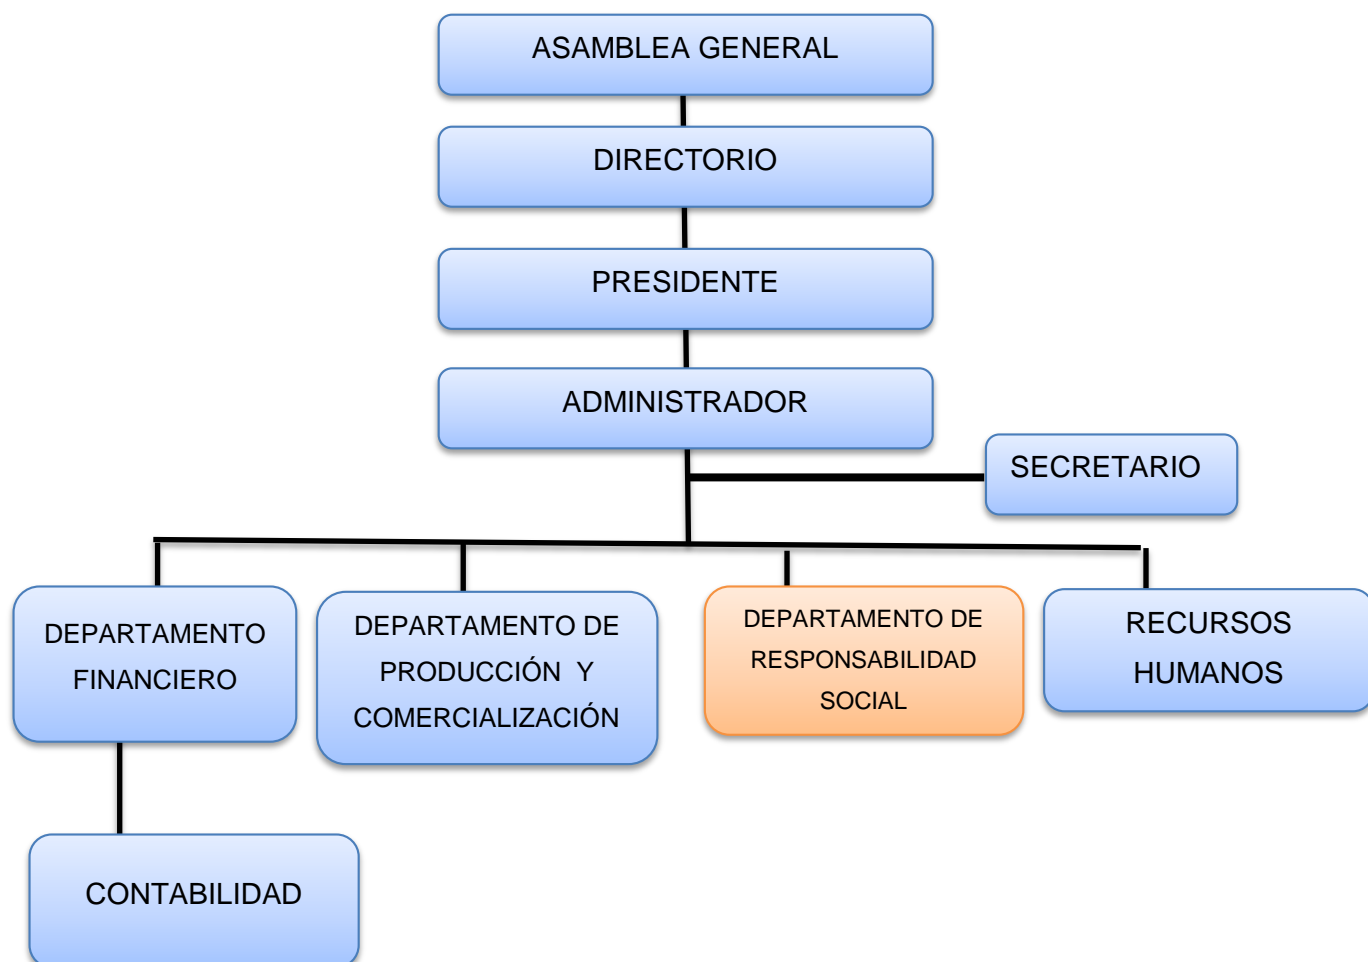 ASAMBLEA GENERAL
DIRECTORIO
PRESIDENTE
ADMINISTRADOR
SECRETARIO
DEPARTAMENTO
FINANCIERO
DEPARTAMENTO DE
PRODUCCIÓN Y
COMERCIALIZACIÓN
DEPARTAMENTO DE
RESPONSABILIDAD
SOCIAL
RECURSOS
HUMANOS
CONTABILIDAD